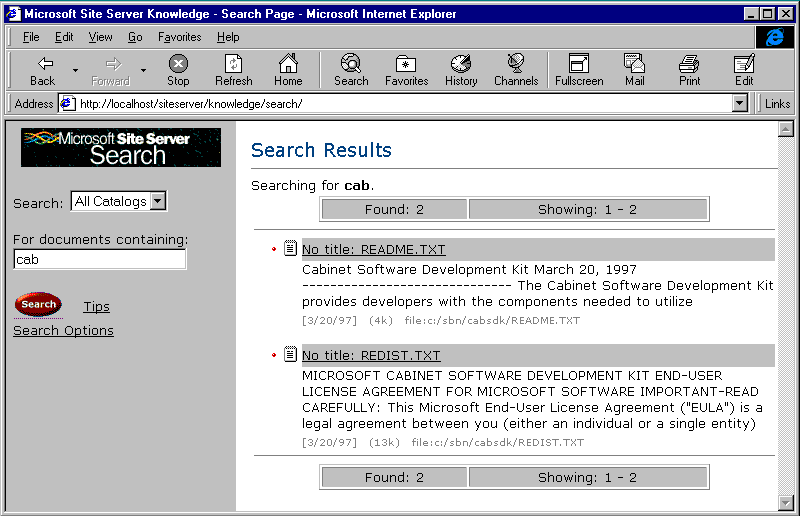 Microsoft Site Server Knowledge - Search Page - Microsoft Internet Explorer
File Edit View Go Favorites Help
Back Forward Stop Refresh Home Search Favorites History Channels Fullscreen Mail Print Edit
Address http://localhost/siteserver/knowledge/search/ Links
Microsoft Site Server
Search
Search: All Catalogs
For documents containing:
cab
Search Tips
Search Options
Search Results
Searching for cab.
Found: 2 Showing: 1 - 2
No title: README.TXT
Cabinet Software Development Kit March 20, 1997
------------------------------ The Cabinet Software Development Kit
provides developers with the components needed to utilize
[3/20/97] (4k) file:c:/sbn/cabsdk/README.TXT
No title: REDIST.TXT
MICROSOFT CABINET SOFTWARE DEVELOPMENT KIT END-USER
LICENSE AGREEMENT FOR MICROSOFT SOFTWARE IMPORTANT-READ
CAREFULLY: This Microsoft End-User License Agreement ("EULA") is a
legal agreement between you (either an individual or a single entity)
[3/20/97] (13k) file:c:/sbn/cabsdk/REDIST.TXT
Found: 2 Showing: 1 - 2